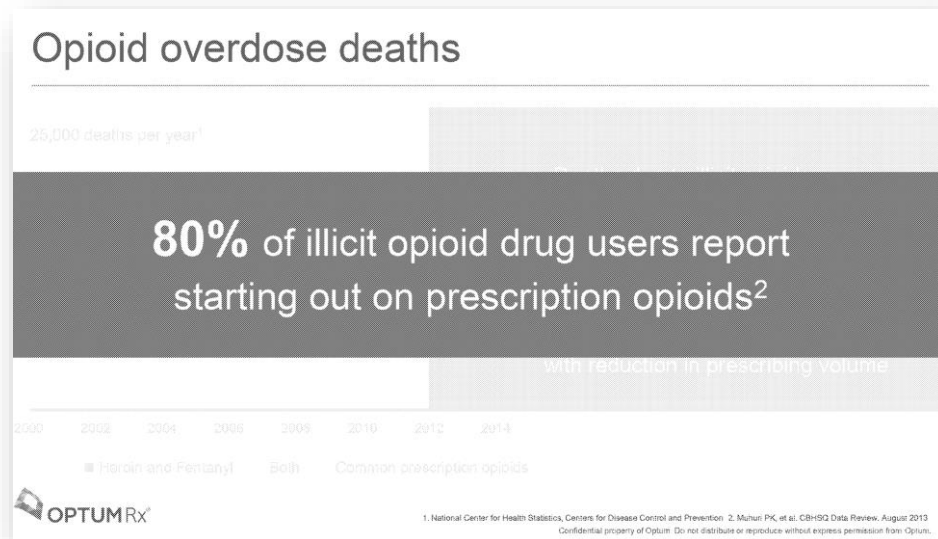 Opioid overdose deaths
25,000 deaths per year¹
80% of illicit opioid drug users report
starting out on prescription opioids²
with reduction in prescribing volume
2000 2002 2004 2006 2008 2010 2012 2014
Heroin and Fentanyl Both Common prescription opioids
OPTUMRx®
1. National Center for Health Statistics, Centers for Disease Control and Prevention 2. Muhuri PK, et al. CBHSQ Data Review. August 2013
Confidential property of Optum. Do not distribute or reproduce without express permission from Optum.